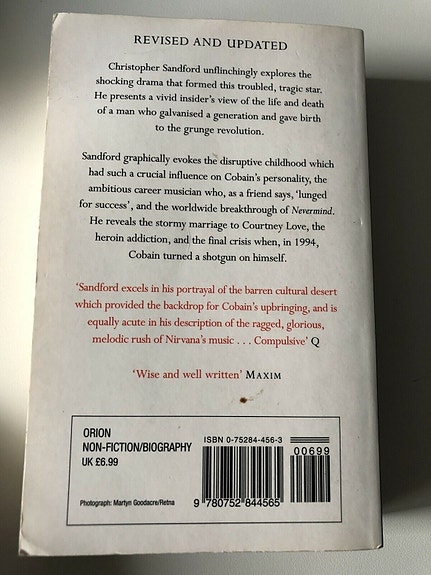 REVISED AND UPDATED
Christopher Sandford unflinchingly explores the
shocking drama that formed this troubled, tragic star.
He presents a vivid insider's view of the life and death
of a man who galvanised a generation and gave birth
to the grunge revolution.
Sandford graphically evokes the disruptive childhood which
had such a crucial influence on Cobain's personality, the
ambitious career musician who, as a friend says, 'lunged
for success', and the worldwide breakthrough of Nevermind.
He reveals the stormy marriage to Courtney Love, the
heroin addiction, and the final crisis when, in 1994,
Cobain turned a shotgun on himself.
'Sandford excels in his portrayal of the barren cultural desert
which provided the backdrop for Cobain's upbringing, and is
equally acute in his description of the ragged, glorious,
melodic rush of Nirvana's music . . . Compulsive' Q
'Wise and well written' MAXIM
ORION
NON-FICTION/BIOGRAPHY
UK £6.99
Photograph: Martyn Goodacre/Retna
ISBN 0-75284-456-3
00699
9 780752 844565